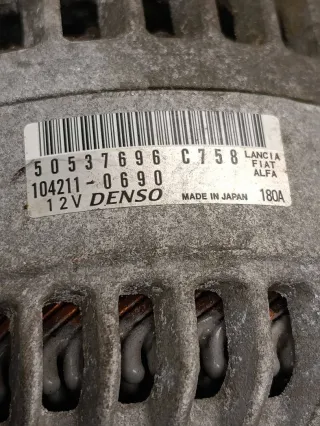 50537696 C758 LANCIA
FIAT
ALFA
104211-0690
12V DENSO MADE IN JAPAN 180A